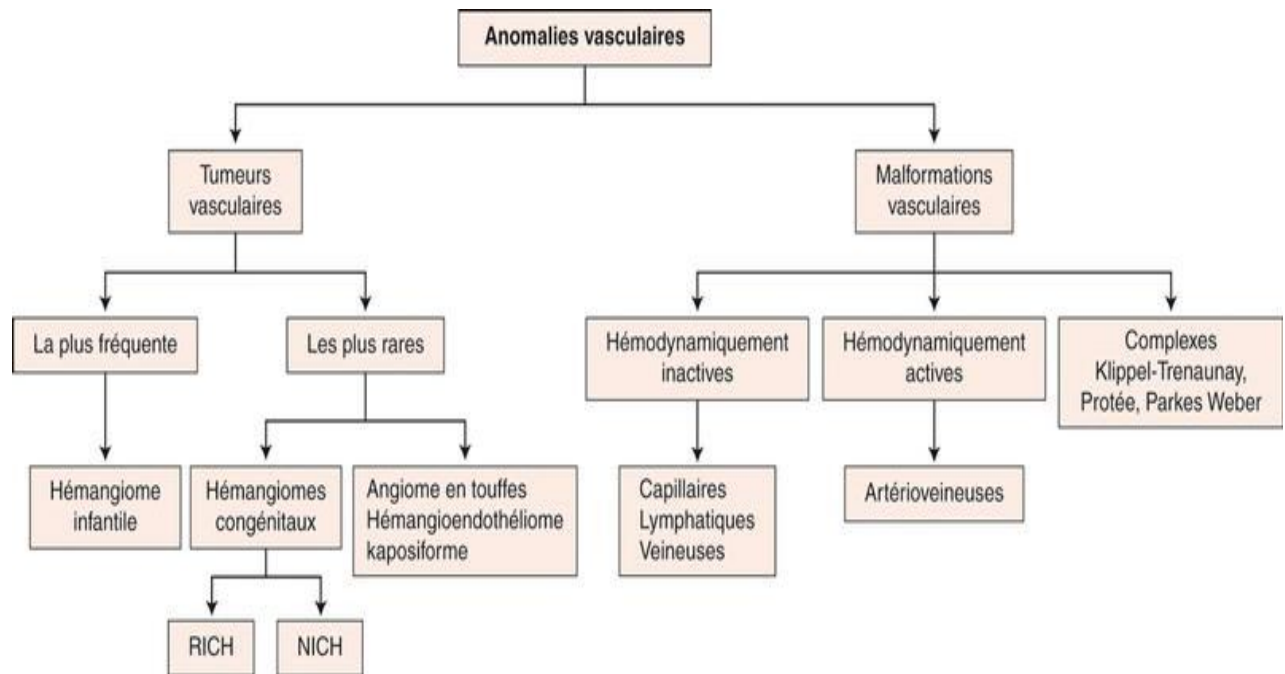 Anomalies vasculaires
Tumeurs
vasculaires
Malformations
vasculaires
La plus fréquente
Les plus rares
Hémodynamiquement
inactives
Hémodynamiquement
actives
Complexes
Klippel-Trenaunay,
Protée, Parkes Weber
Hémangiome
infantile
Hémangiomes
congénitaux
Angiome en touffes
Hémangioendothéliome
kaposiforme
Capillaires
Lymphatiques
Veineuses
Artérioveineuses
RICH
NICH